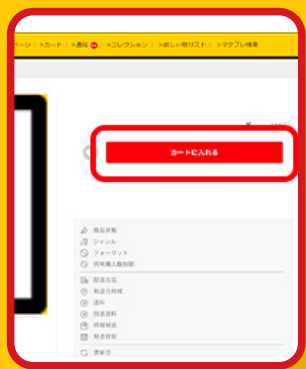 ページ | >カート | >通知 | >コレクション | >欲しい物リスト | >マケプレ検索
カートに入れる
商品状態
ジャンル
フォーマット
同時購入数制限
配送方法
発送元地域
送料
別途送料
同梱発送
発送目安
更新日